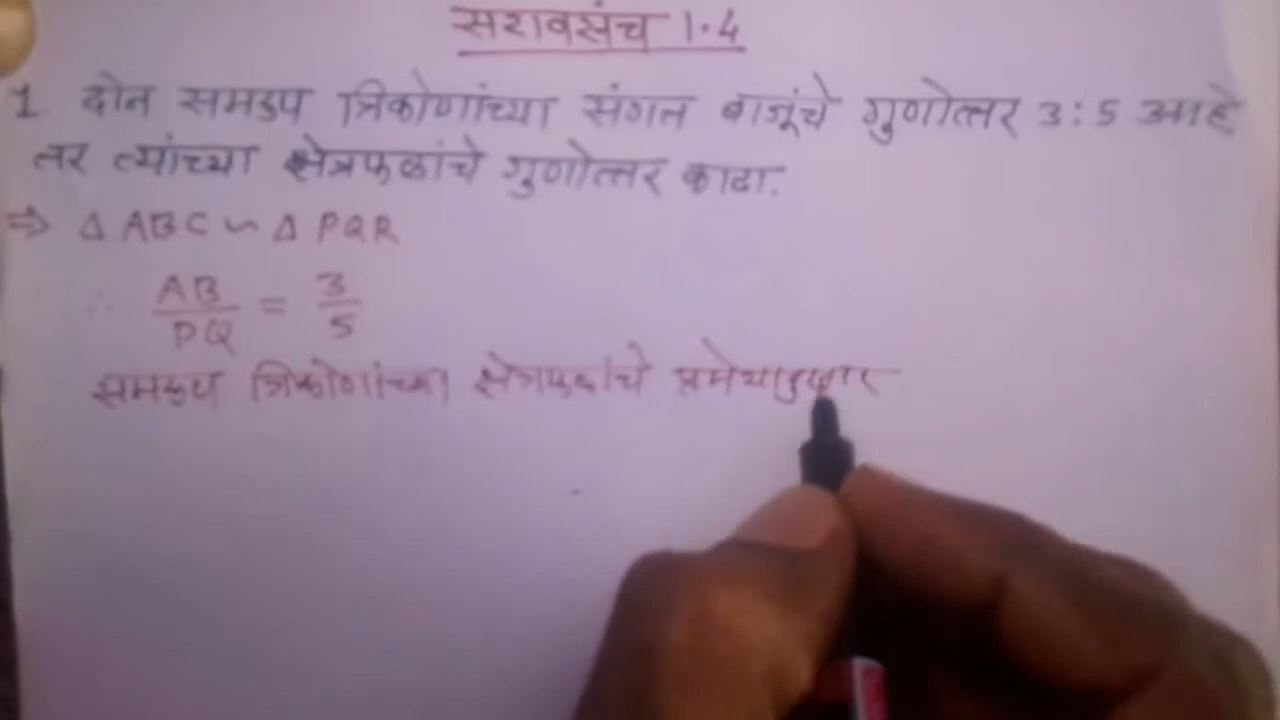 सरावसंच 1.4
1 दोन समरुप त्रिकोणांच्या संगत बाजूंचे गुणोत्तर 3:5 आहे.
तर त्यांच्या क्षेत्रफळांचे गुणोत्तर काढा.
⇒ Δ ABC ~ Δ PQR
∴ AB/PQ = 3/5
समरुप त्रिकोणांच्या क्षेत्रफळांचे प्रमेयानुसार